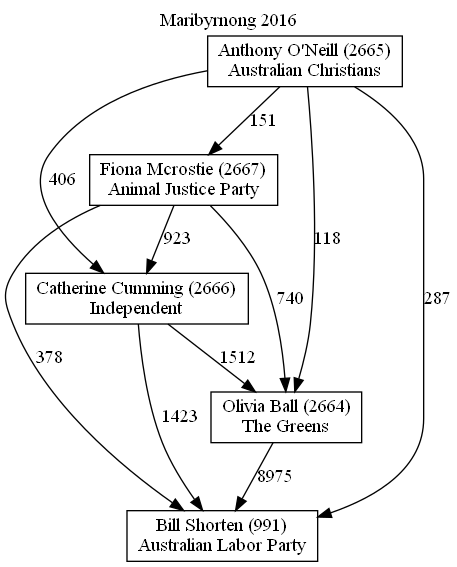 Maribyrnong 2016
Anthony O'Neill (2665)
Australian Christians
151
Fiona Mcrostie (2667)
Animal Justice Party
406
923
118
Catherine Cumming (2666)
Independent
740
287
378
1512
1423
Olivia Ball (2664)
The Greens
8975
Bill Shorten (991)
Australian Labor Party